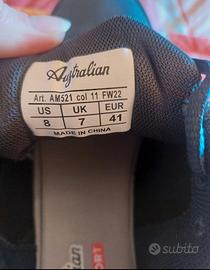 Australian
Art. AM521 col 11 FW22
US UK EUR
8 7 41
MADE IN CHINA
subito